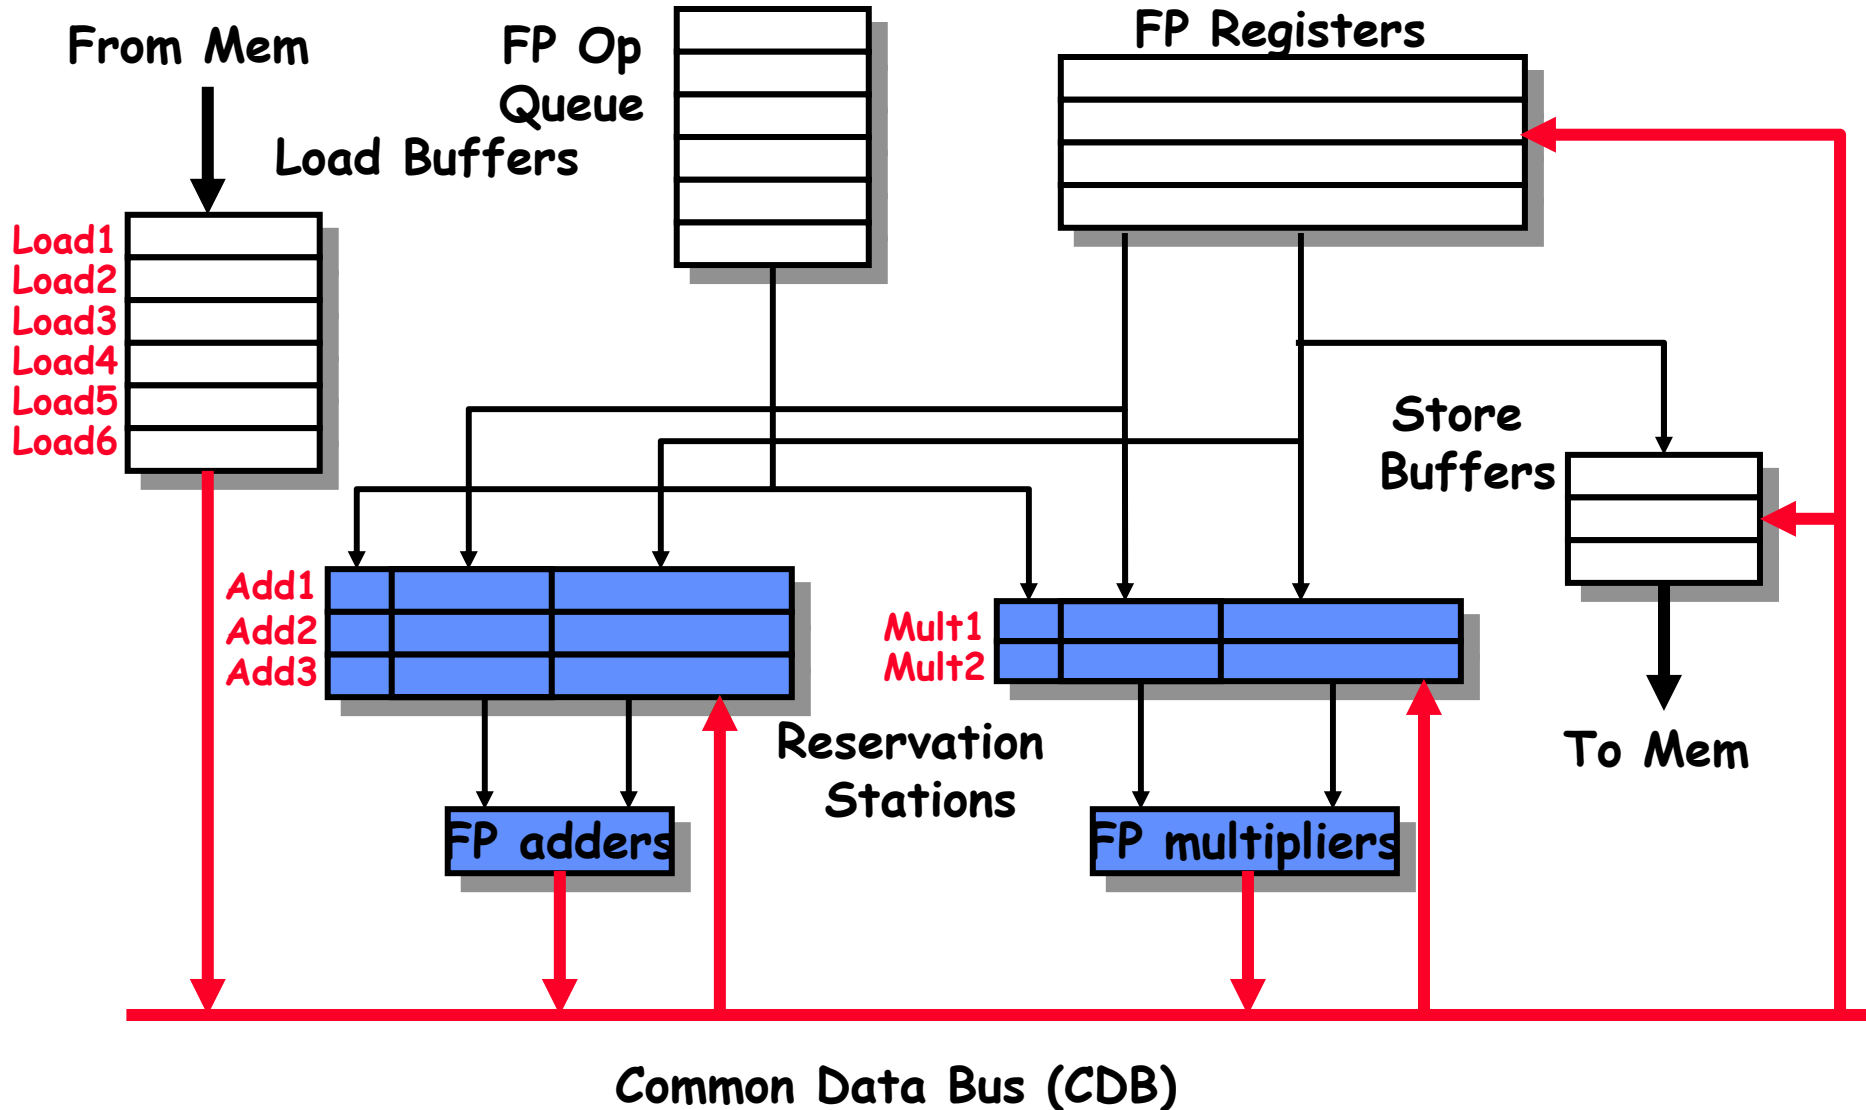 From Mem
FP Op
Queue
FP Registers
Load Buffers
Load1
Load2
Load3
Load4
Load5
Load6
Store
Buffers
Add1
Add2
Add3
Mult1
Mult2
Reservation
Stations
To Mem
FP adders
FP multipliers
Common Data Bus (CDB)